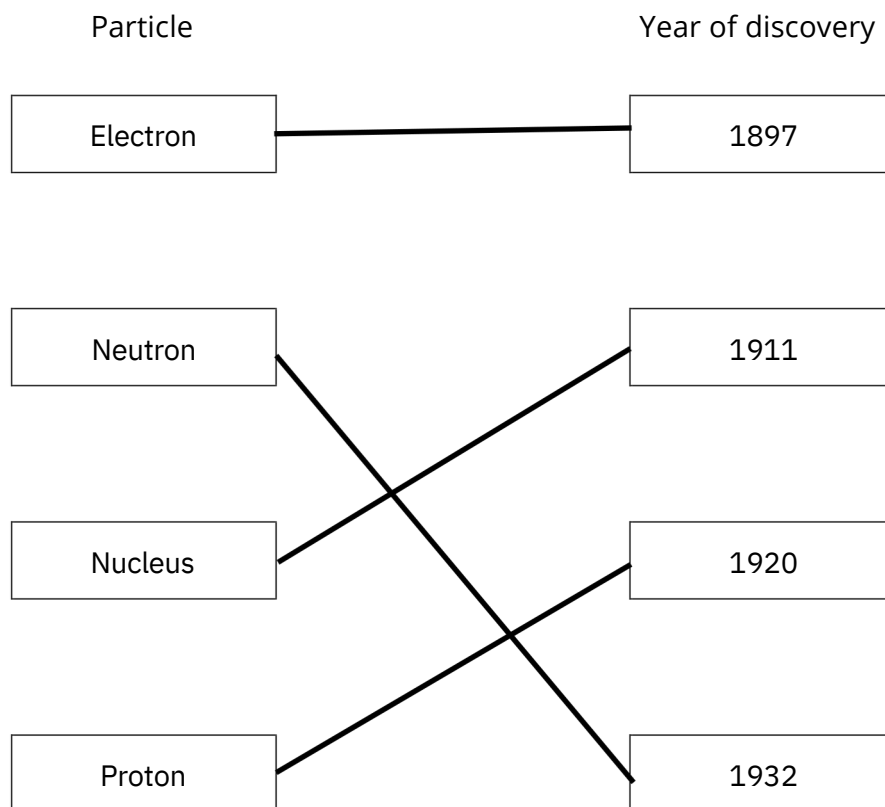 Particle Year of discovery
Electron 1897
Neutron 1911
Nucleus 1920
Proton 1932